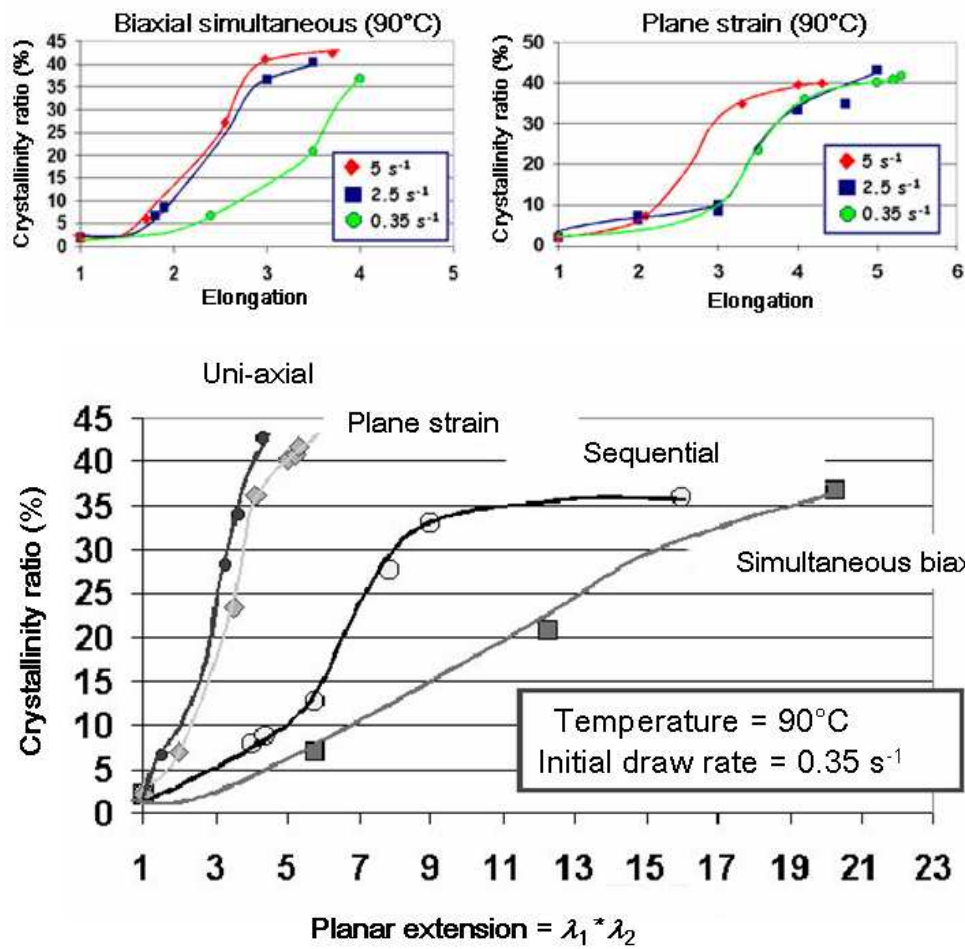 Biaxial simultaneous (90°C)
Crystallinity ratio (%)
45
40
35
30
25
20
15
10
5
0
5 s⁻¹
2.5 s⁻¹
0.35 s⁻¹
1 2 3 4 5
Elongation
Plane strain (90°C)
Crystallinity ratio (%)
50
40
30
20
10
0
5 s⁻¹
2.5 s⁻¹
0.35 s⁻¹
1 2 3 4 5 6
Elongation
Uni-axial
Plane strain
Sequential
Simultaneous biax
Crystallinity ratio (%)
45
40
35
30
25
20
15
10
5
0
Temperature = 90°C
Initial draw rate = 0.35 s⁻¹
1 3 5 7 9 11 13 15 17 19 21 23
Planar extension = λ₁*λ₂